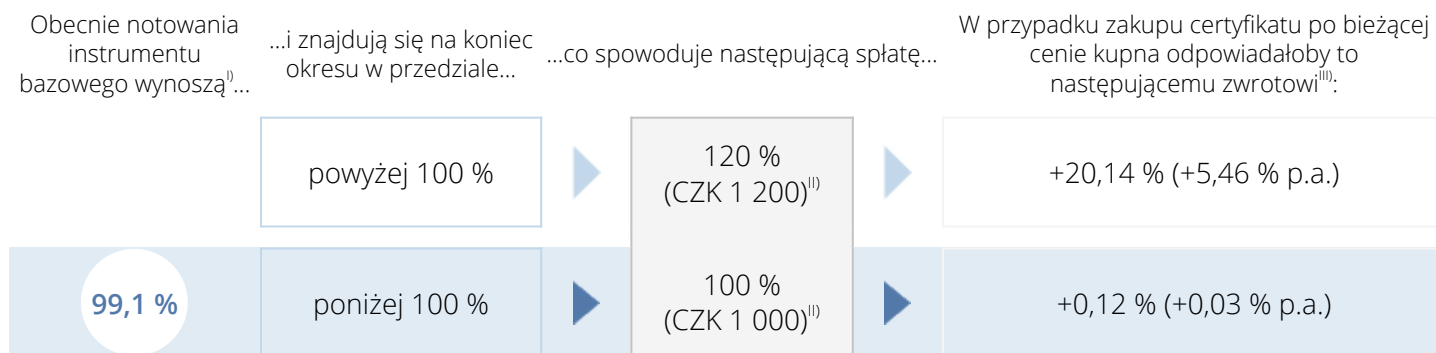 Obecnie notowania
instrumentu
bazowego wynoszą I)...
...i znajdują się na koniec
okresu w przedziale...
...co spowoduje następującą spłatę...
W przypadku zakupu certyfikatu po bieżącej
cenie kupna odpowiadałoby to
następującemu zwrotowi III):
powyżej 100 %
120 %
(CZK 1 200) II)
+20,14 % (+5,46 % p.a.)
99,1 %
poniżej 100 %
100 %
(CZK 1 000) II)
+0,12 % (+0,03 % p.a.)